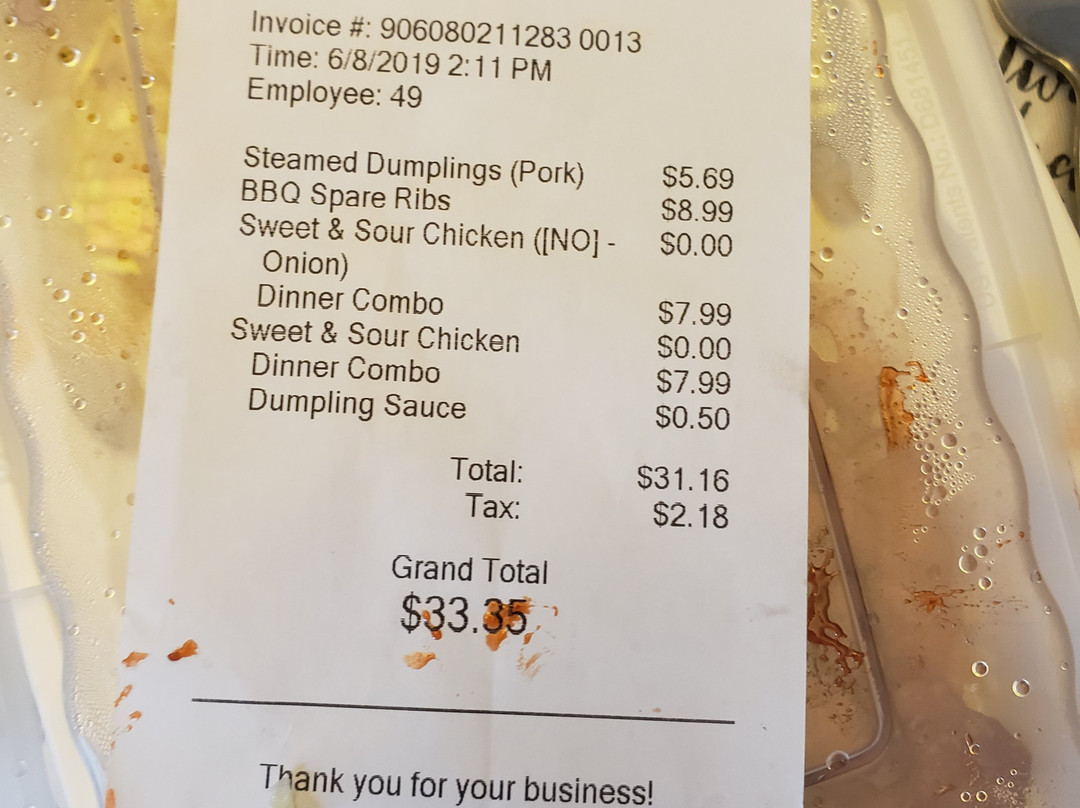 Invoice #: 906080211283 0013
Time: 6/8/2019 2:11 PM
Employee: 49
Steamed Dumplings (Pork) $5.69
BBQ Spare Ribs $8.99
Sweet & Sour Chicken ([NO] - $0.00
Onion)
Dinner Combo $7.99
Sweet & Sour Chicken $0.00
Dinner Combo $7.99
Dumpling Sauce $0.50
Total: $31.16
Tax: $2.18
Grand Total
$33.35
Thank you for your business!